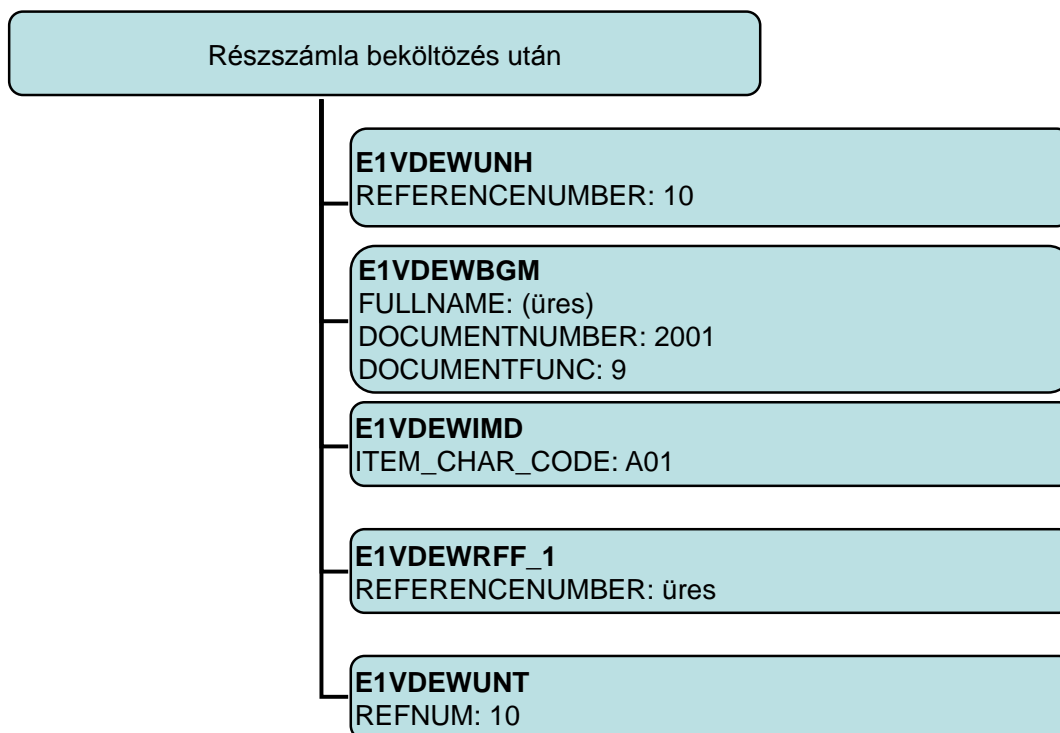 Részszámla beköltözés után
E1VDEWUNH
REFERENCENUMBER: 10
E1VDEWBGM
FULLNAME: (üres)
DOCUMENTNUMBER: 2001
DOCUMENTFUNC: 9
E1VDEWIMD
ITEM_CHAR_CODE: A01
E1VDEWRFF_1
REFERENCENUMBER: üres
E1VDEWUNT
REFNUM: 10